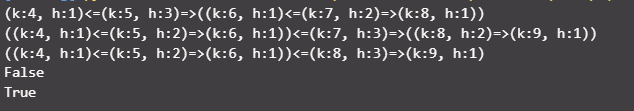 (k:4, h:1)<=(k:5, h:3)=>((k:6, h:1)<=(k:7, h:2)=>(k:8, h:1))
((k:4, h:1)<=(k:5, h:2)=>(k:6, h:1))<=(k:7, h:3)=>((k:8, h:2)=>(k:9, h:1))
((k:4, h:1)<=(k:5, h:2)=>(k:6, h:1))<=(k:8, h:3)=>(k:9, h:1)
False
True